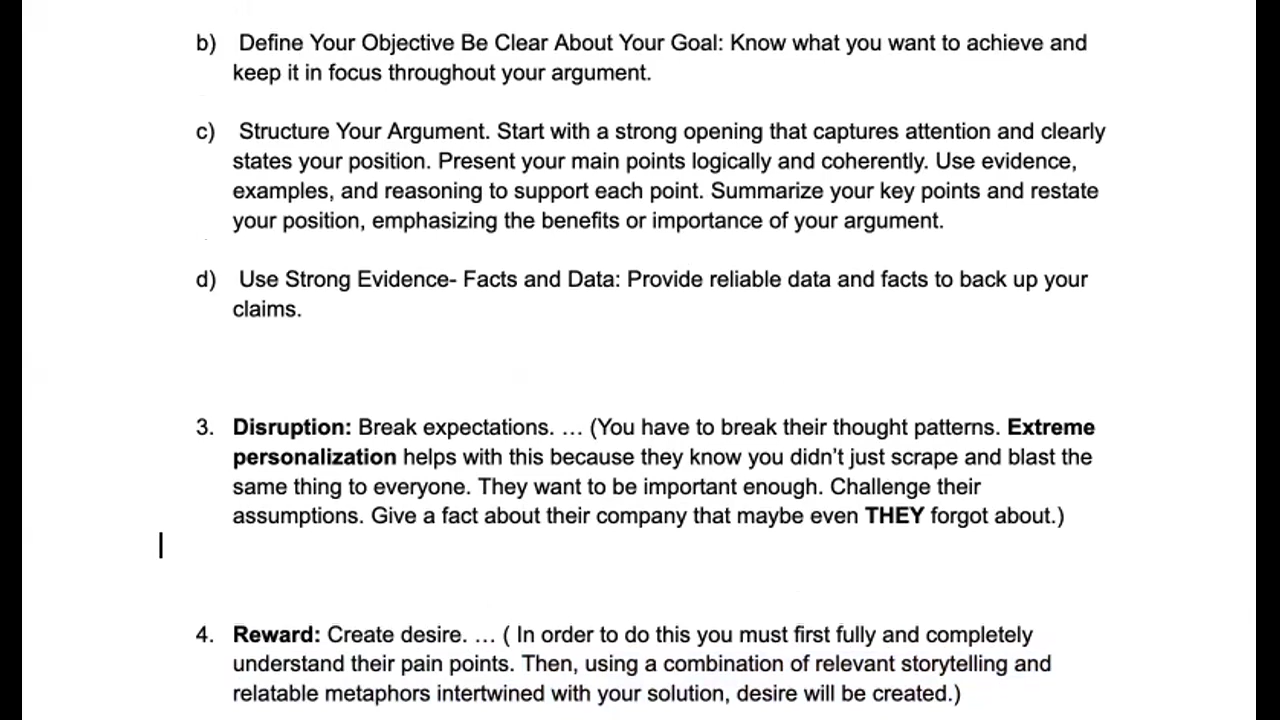 b) Define Your Objective Be Clear About Your Goal: Know what you want to achieve and
keep it in focus throughout your argument.
c) Structure Your Argument. Start with a strong opening that captures attention and clearly
states your position. Present your main points logically and coherently. Use evidence,
examples, and reasoning to support each point. Summarize your key points and restate
your position, emphasizing the benefits or importance of your argument.
d) Use Strong Evidence- Facts and Data: Provide reliable data and facts to back up your
claims.
3. Disruption: Break expectations. … (You have to break their thought patterns. Extreme
personalization helps with this because they know you didn’t just scrape and blast the
same thing to everyone. They want to be important enough. Challenge their
assumptions. Give a fact about their company that maybe even THEY forgot about.)
4. Reward: Create desire. … ( In order to do this you must first fully and completely
understand their pain points. Then, using a combination of relevant storytelling and
relatable metaphors intertwined with your solution, desire will be created.)